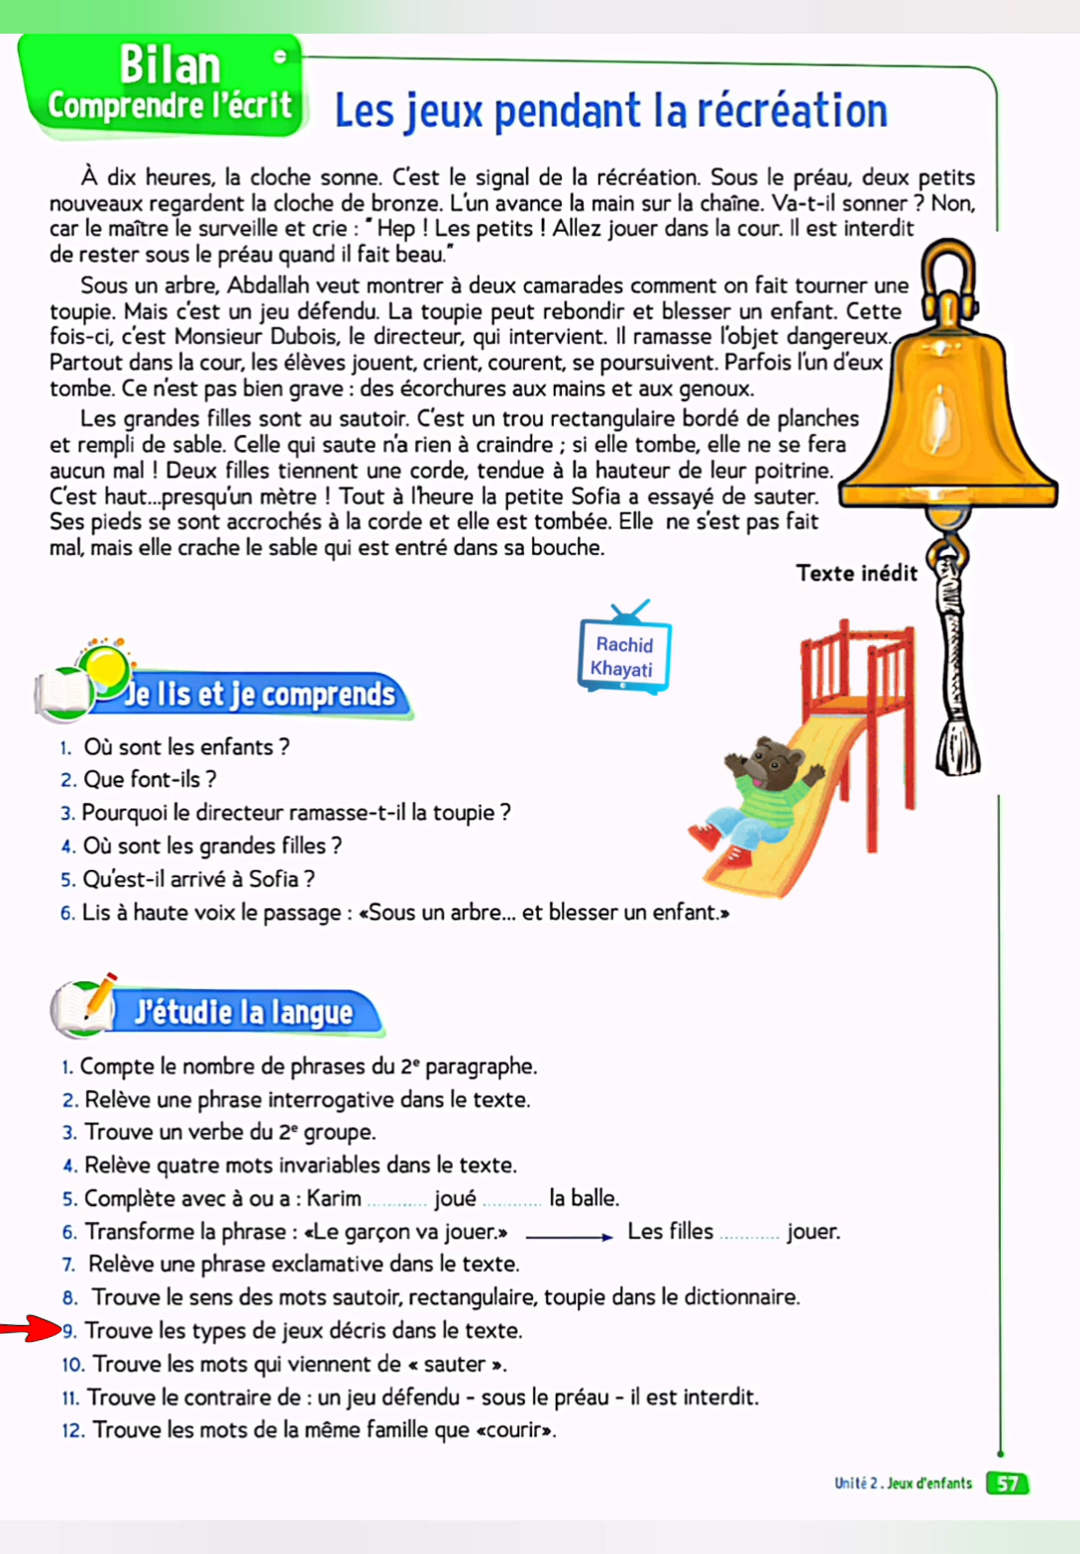 Bilan
Comprendre l'écrit
Les jeux pendant la récréation
À dix heures, la cloche sonne. C'est le signal de la récréation. Sous le préau, deux petits
nouveaux regardent la cloche de bronze. L'un avance la main sur la chaîne. Va-t-il sonner ? Non,
car le maître le surveille et crie : " Hep ! Les petits ! Allez jouer dans la cour. Il est interdit
de rester sous le préau quand il fait beau."
Sous un arbre, Abdallah veut montrer à deux camarades comment on fait tourner une
toupie. Mais c'est un jeu défendu. La toupie peut rebondir et blesser un enfant. Cette
fois-ci, c'est Monsieur Dubois, le directeur, qui intervient. Il ramasse l'objet dangereux.
Partout dans la cour, les élèves jouent, crient, courent, se poursuivent. Parfois l'un d'eux
tombe. Ce n'est pas bien grave : des écorchures aux mains et aux genoux.
Les grandes filles sont au sautoir. C'est un trou rectangulaire bordé de planches
et rempli de sable. Celle qui saute n'a rien à craindre ; si elle tombe, elle ne se fera
aucun mal ! Deux filles tiennent une corde, tendue à la hauteur de leur poitrine.
C'est haut...presqu'un mètre ! Tout à l'heure la petite Sofia a essayé de sauter.
Ses pieds se sont accrochés à la corde et elle est tombée. Elle ne s'est pas fait
mal, mais elle crache le sable qui est entré dans sa bouche.
Texte inédit
Rachid
Khayati
Je lis et je comprends
1. Où sont les enfants ?
2. Que font-ils ?
3. Pourquoi le directeur ramasse-t-il la toupie ?
4. Où sont les grandes filles ?
5. Qu'est-il arrivé à Sofia ?
6. Lis à haute voix le passage : «Sous un arbre... et blesser un enfant.»
J'étudie la langue
1. Compte le nombre de phrases du 2e paragraphe.
2. Relève une phrase interrogative dans le texte.
3. Trouve un verbe du 2e groupe.
4. Relève quatre mots invariables dans le texte.
5. Complète avec à ou a : Karim ........... joué ........... la balle.
6. Transforme la phrase : «Le garçon va jouer.» → Les filles ........... jouer.
7. Relève une phrase exclamative dans le texte.
8. Trouve le sens des mots sautoir, rectangulaire, toupie dans le dictionnaire.
9. Trouve les types de jeux décris dans le texte.
10. Trouve les mots qui viennent de « sauter ».
11. Trouve le contraire de : un jeu défendu - sous le préau - il est interdit.
12. Trouve les mots de la même famille que «courir».
Unité 2 . Jeux d'enfants 57